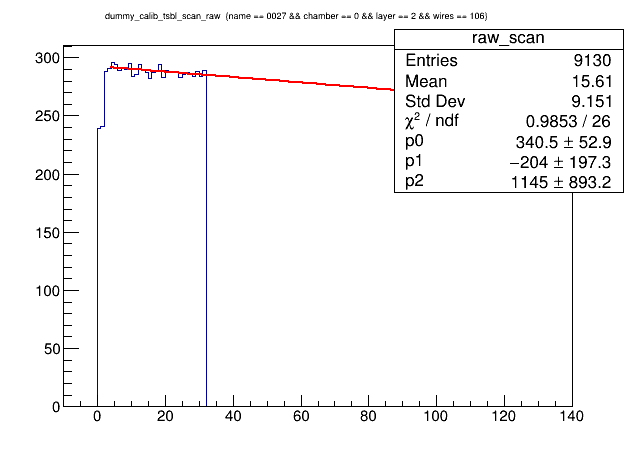 dummy_calib_tsbl_scan_raw (name == 0027 && chamber == 0 && layer == 2 && wires == 106)
raw_scan
Entries 9130
Mean 15.61
Std Dev 9.151
χ² / ndf 0.9853 / 26
p0 340.5 ± 52.9
p1 −204 ± 197.3
p2 1145 ± 893.2
300
250
200
150
100
50
0
0 20 40 60 80 100 120 140